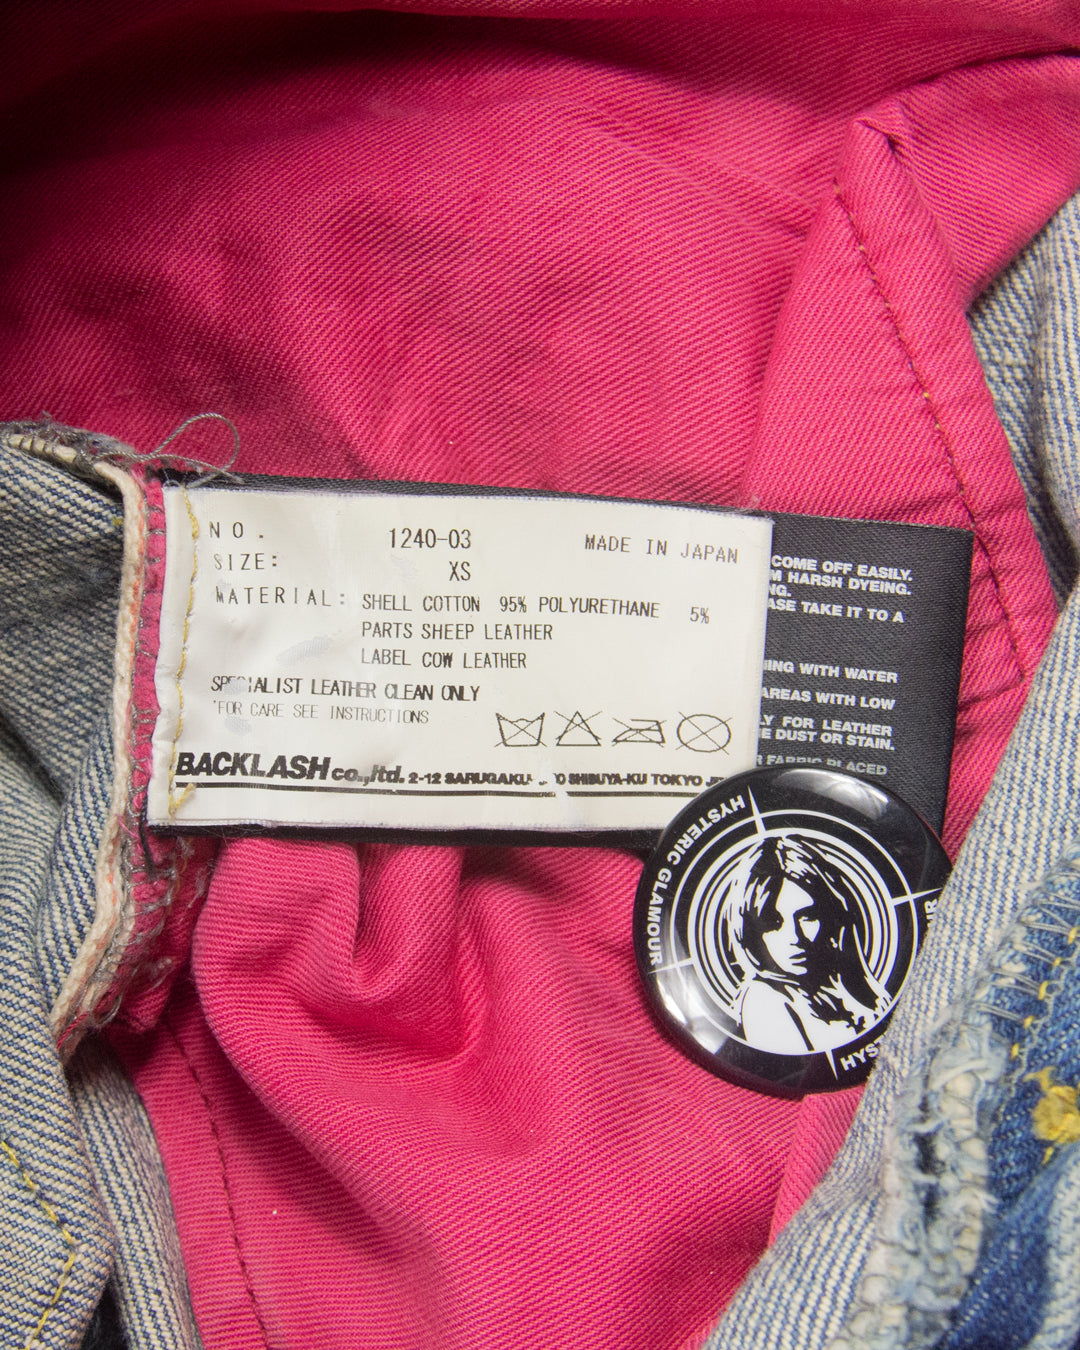 NO. 1240-03 MADE IN JAPAN
SIZE: XS
MATERIAL: SHELL COTTON 95% POLYURETHANE 5%
PARTS SHEEP LEATHER
LABEL COW LEATHER
SPECIALIST LEATHER CLEAN ONLY
*FOR CARE SEE INSTRUCTIONS
BACKLASH co.,ltd. 2-12 SHIBUYA-KU TOKYO
COME OFF EASILY.
M HARSH DYEING.
NG.
ASE TAKE IT TO A
ING WITH WATER
AREAS WITH LOW
LY FOR LEATHER
E DUST OR STAIN.
R FABRIC PLACED
HYSTERIC GLAMOUR
HYST
R